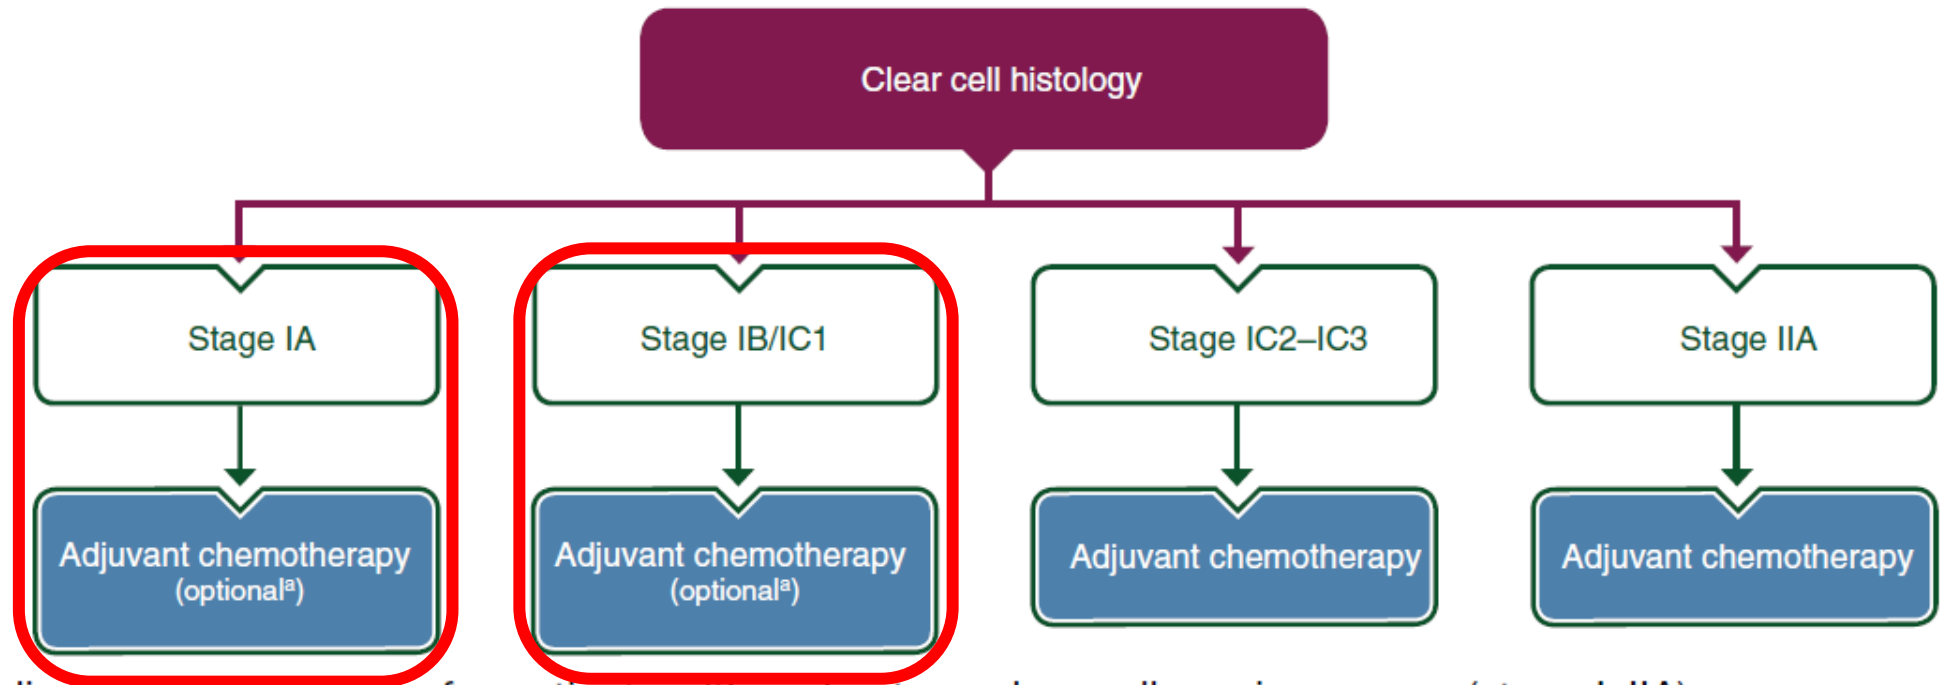 Clear cell histology
Stage IA
Stage IB/IC1
Stage IC2–IC3
Stage IIA
Adjuvant chemotherapy
(optionalᵃ)
Adjuvant chemotherapy
(optionalᵃ)
Adjuvant chemotherapy
Adjuvant chemotherapy